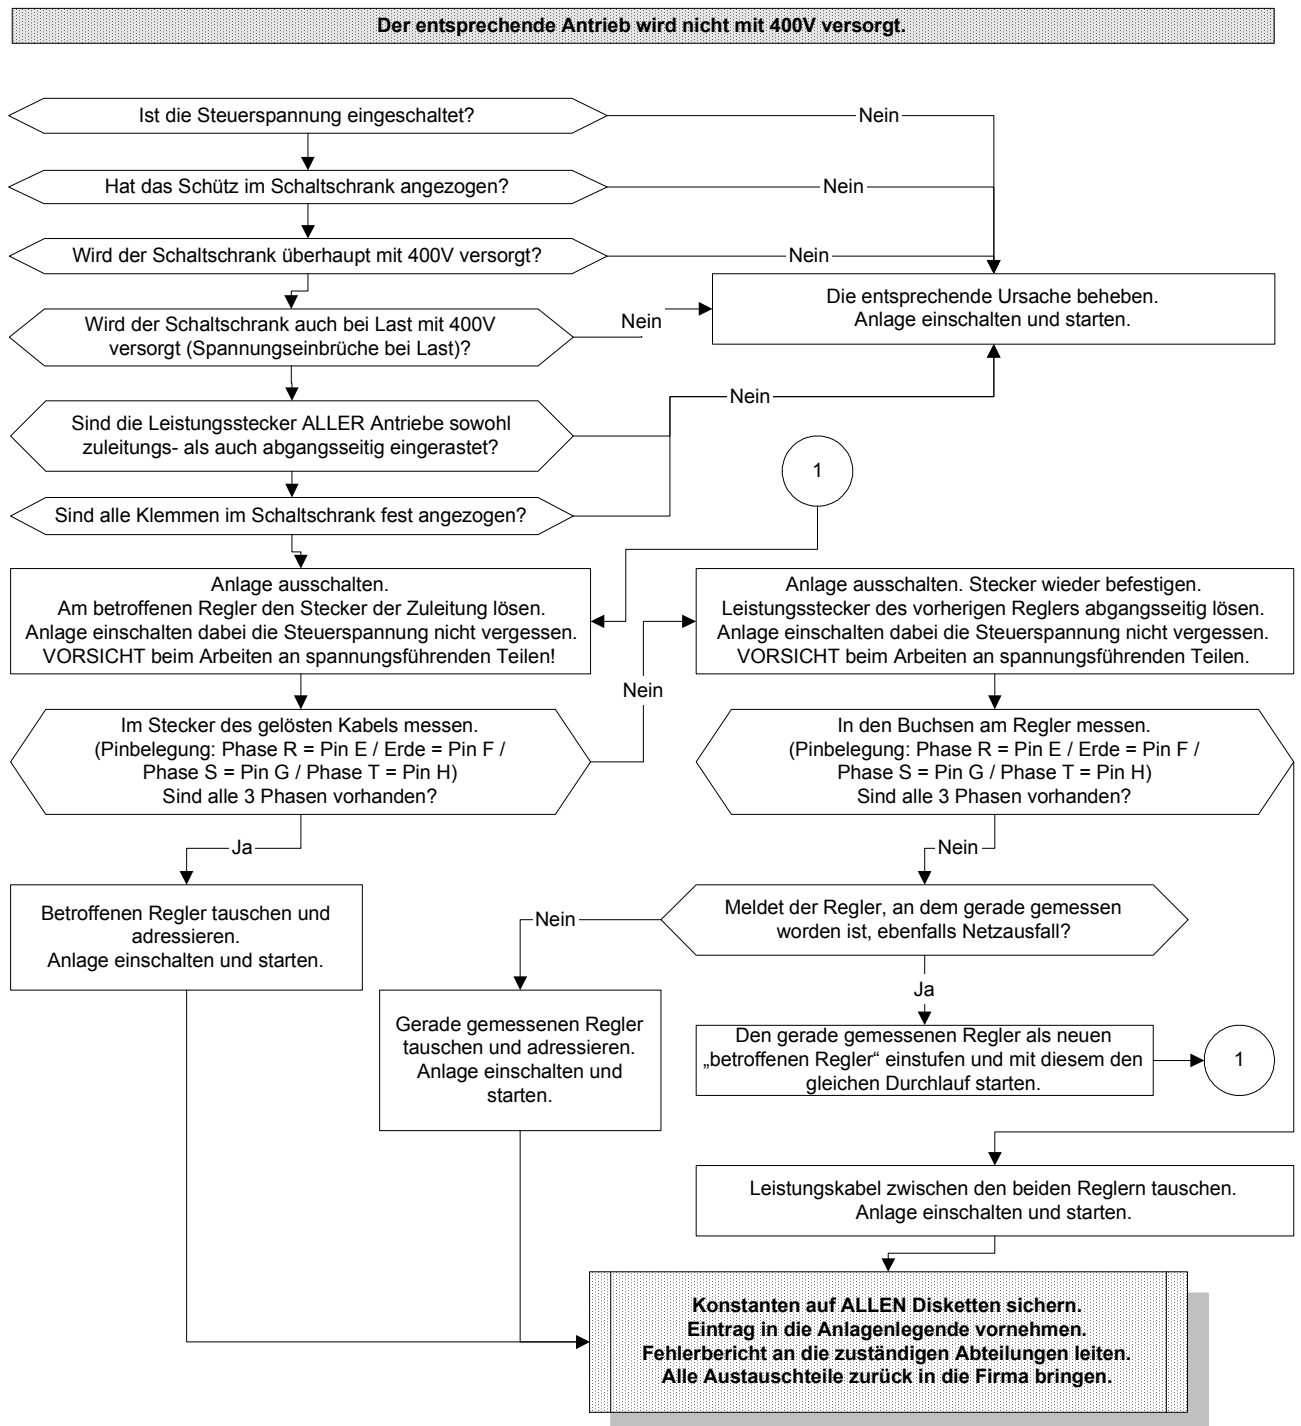 Der entsprechende Antrieb wird nicht mit 400V versorgt.
Ist die Steuerspannung eingeschaltet?
Nein
Hat das Schütz im Schaltschrank angezogen?
Nein
Wird der Schaltschrank überhaupt mit 400V versorgt?
Nein
Die entsprechende Ursache beheben.
Anlage einschalten und starten.
Wird der Schaltschrank auch bei Last mit 400V
versorgt (Spannungseinbrüche bei Last)?
Nein
Nein
Sind die Leistungsstecker ALLER Antriebe sowohl
zuleitungs- als auch abgangsseitig eingerastet?
1
Sind alle Klemmen im Schaltschrank fest angezogen?
Anlage ausschalten.
Am betroffenen Regler den Stecker der Zuleitung lösen.
Anlage einschalten dabei die Steuerspannung nicht vergessen.
VORSICHT beim Arbeiten an spannungsführenden Teilen!
Anlage ausschalten. Stecker wieder befestigen.
Leistungsstecker des vorherigen Reglers abgangsseitig lösen.
Anlage einschalten dabei die Steuerspannung nicht vergessen.
VORSICHT beim Arbeiten an spannungsführenden Teilen.
Nein
Im Stecker des gelösten Kabels messen.
(Pinbelegung: Phase R = Pin E / Erde = Pin F /
Phase S = Pin G / Phase T = Pin H)
Sind alle 3 Phasen vorhanden?
In den Buchsen am Regler messen.
(Pinbelegung: Phase R = Pin E / Erde = Pin F /
Phase S = Pin G / Phase T = Pin H)
Sind alle 3 Phasen vorhanden?
Ja
Nein
Betroffenen Regler tauschen und
adressieren.
Anlage einschalten und starten.
Nein
Meldet der Regler, an dem gerade gemessen
worden ist, ebenfalls Netzausfall?
Ja
Gerade gemessenen Regler
tauschen und adressieren.
Anlage einschalten und
starten.
Den gerade gemessenen Regler als neuen
„betroffenen Regler“ einstufen und mit diesem den
gleichen Durchlauf starten.
1
Leistungskabel zwischen den beiden Reglern tauschen.
Anlage einschalten und starten.
Konstanten auf ALLEN Disketten sichern.
Eintrag in die Anlagenlegende vornehmen.
Fehlerbericht an die zuständigen Abteilungen leiten.
Alle Austauschteile zurück in die Firma bringen.